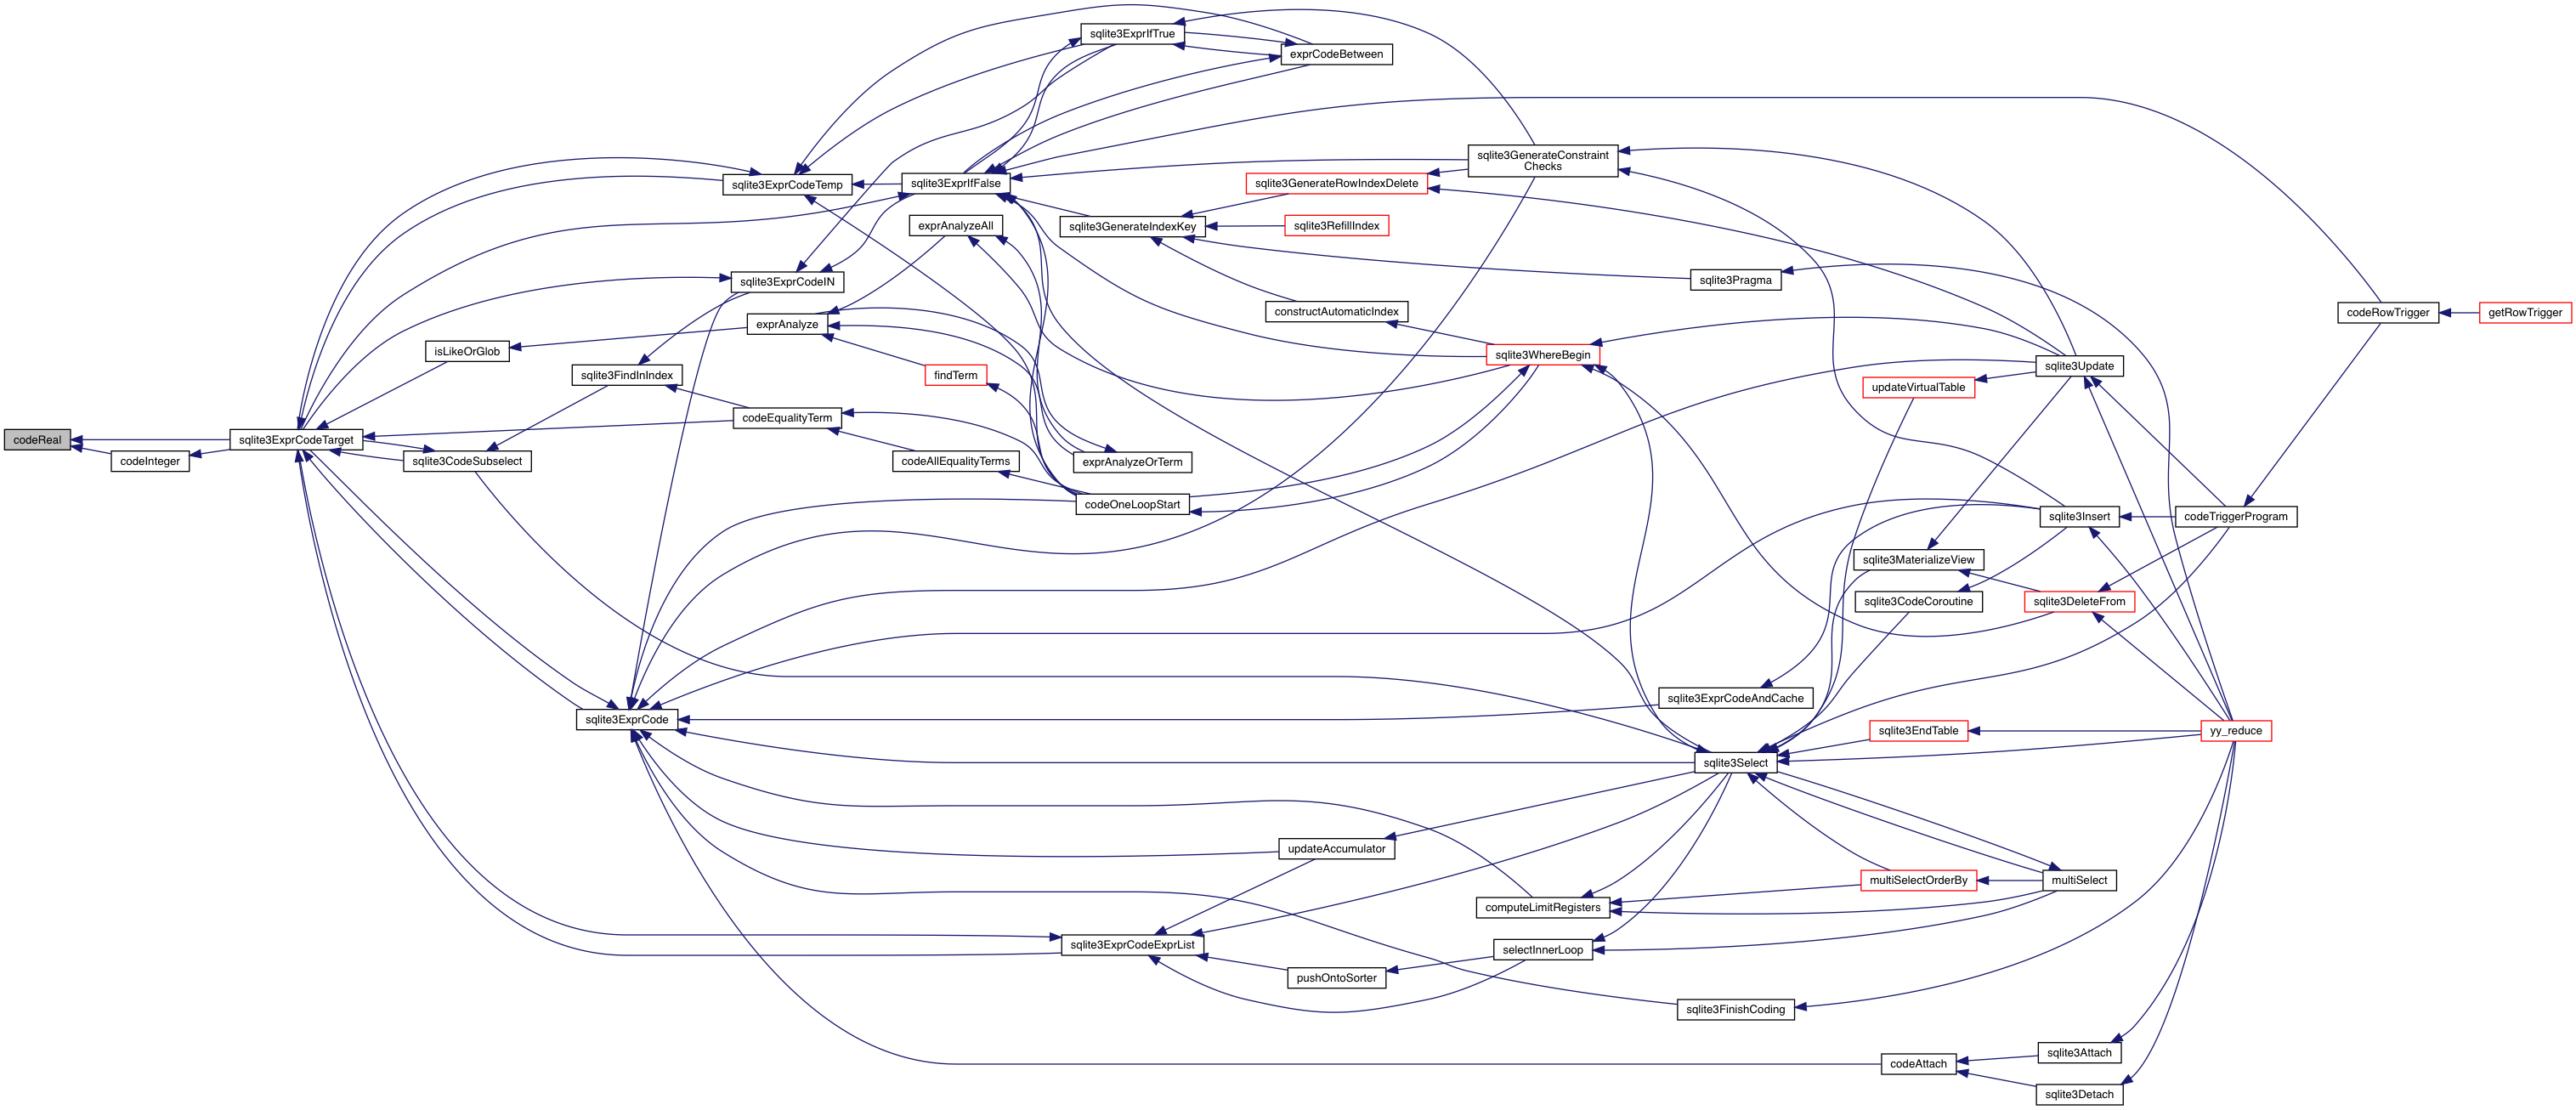 sqlite3ExprIfTrue
exprCodeBetween
sqlite3GenerateConstraint
Checks
sqlite3ExprCodeTemp
sqlite3ExprIfFalse
sqlite3GenerateRowIndexDelete
exprAnalyzeAll
sqlite3GenerateIndexKey
sqlite3RefillIndex
sqlite3ExprCodeIN
sqlite3Pragma
constructAutomaticIndex
codeRowTrigger
getRowTrigger
exprAnalyze
isLikeOrGlob
sqlite3WhereBegin
sqlite3Update
sqlite3FindInIndex
findTerm
updateVirtualTable
codeEqualityTerm
codeReal
sqlite3ExprCodeTarget
codeInteger
sqlite3CodeSubselect
codeAllEqualityTerms
exprAnalyzeOrTerm
codeOneLoopStart
sqlite3Insert
codeTriggerProgram
sqlite3MaterializeView
sqlite3CodeCoroutine
sqlite3DeleteFrom
sqlite3ExprCodeAndCache
sqlite3ExprCode
sqlite3EndTable
yy_reduce
sqlite3Select
updateAccumulator
multiSelectOrderBy
multiSelect
computeLimitRegisters
sqlite3ExprCodeExprList
selectInnerLoop
pushOntoSorter
sqlite3FinishCoding
sqlite3Attach
codeAttach
sqlite3Detach